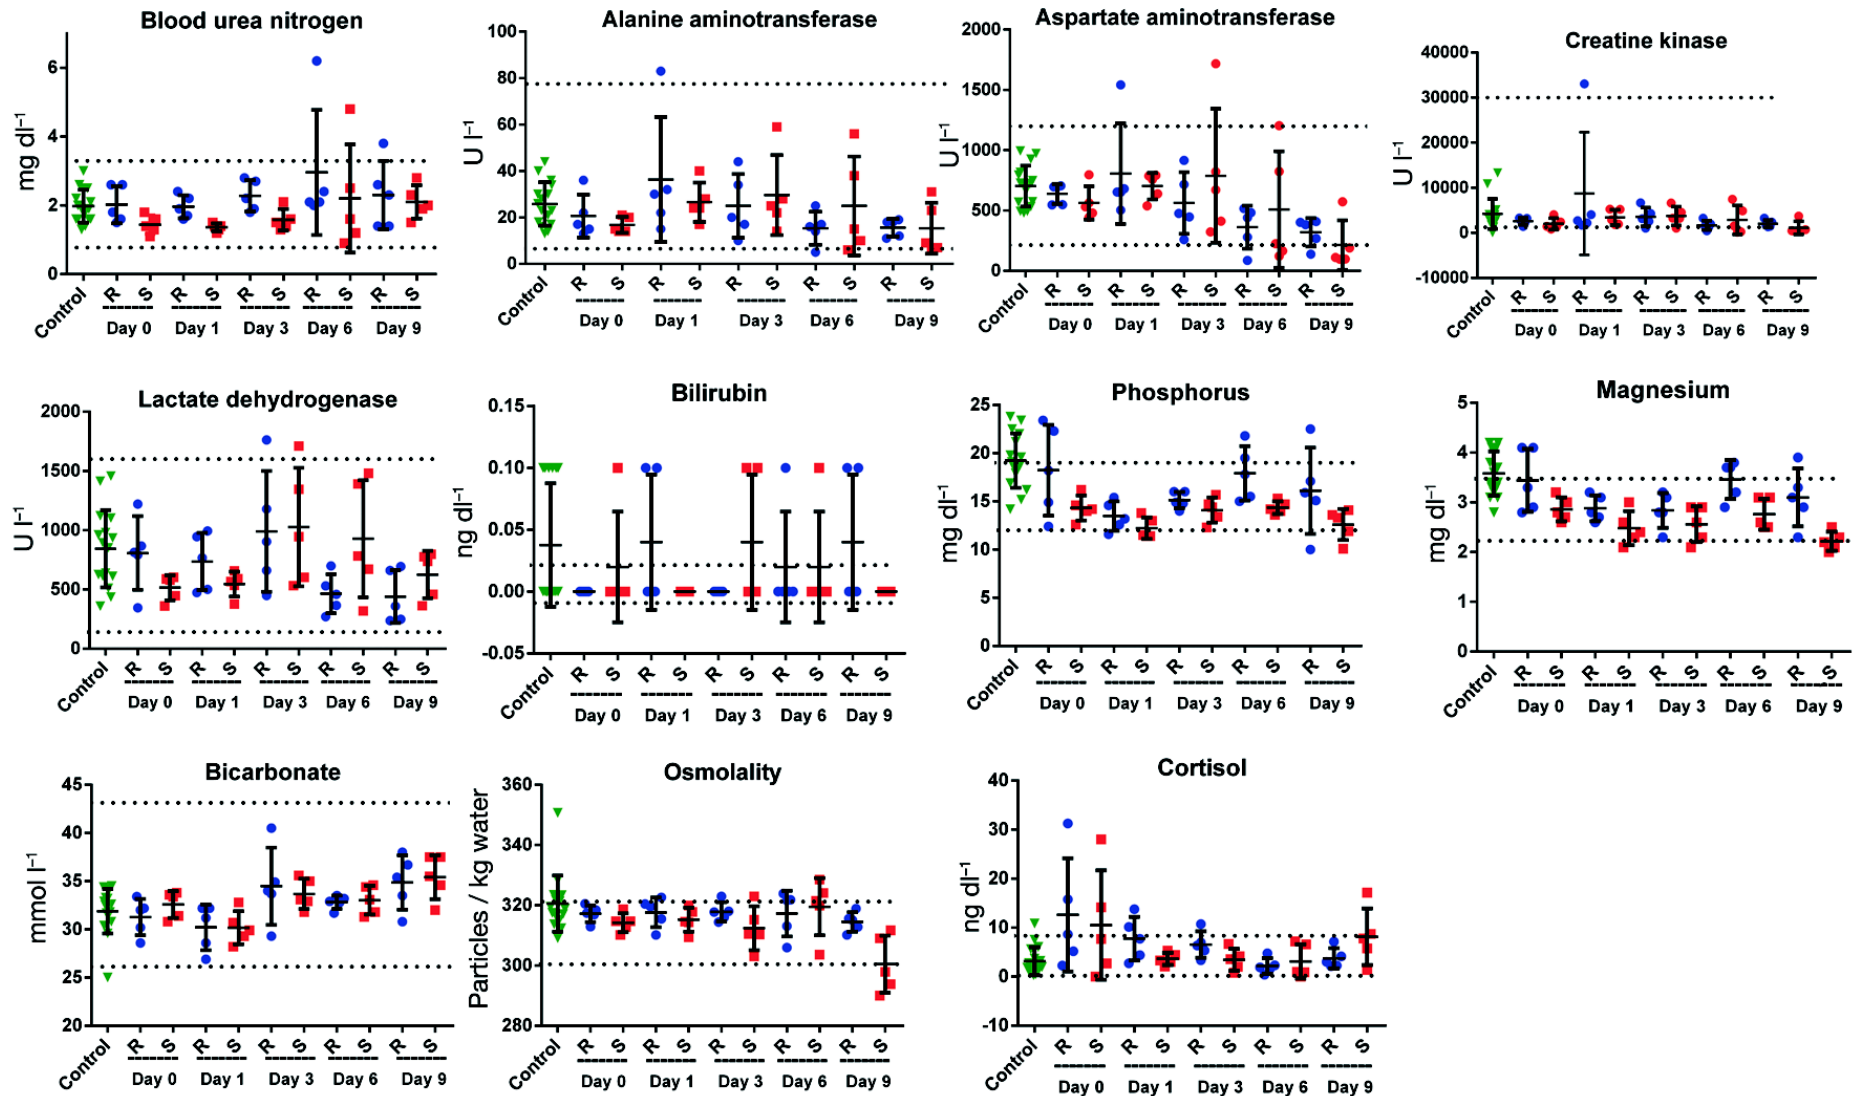 Blood urea nitrogen
mg dl–1
6
4
2
0
Control R S R S R S R S R S
Day 0 Day 1 Day 3 Day 6 Day 9
Alanine aminotransferase
U l–1
100
80
60
40
20
0
Control R S R S R S R S R S
Day 0 Day 1 Day 3 Day 6 Day 9
Aspartate aminotransferase
U l–1
2000
1500
1000
500
0
Control R S R S R S R S R S
Day 0 Day 1 Day 3 Day 6 Day 9
Creatine kinase
U l–1
40000
30000
20000
10000
0
-10000
Control R S R S R S R S R S
Day 0 Day 1 Day 3 Day 6 Day 9
Lactate dehydrogenase
U l–1
2000
1500
1000
500
0
Control R S R S R S R S R S
Day 0 Day 1 Day 3 Day 6 Day 9
Bilirubin
ng dl–1
0.15
0.10
0.05
0.00
-0.05
Control R S R S R S R S R S
Day 0 Day 1 Day 3 Day 6 Day 9
Phosphorus
mg dl–1
25
20
15
10
5
0
Control R S R S R S R S R S
Day 0 Day 1 Day 3 Day 6 Day 9
Magnesium
mg dl–1
5
4
3
2
1
0
Control R S R S R S R S R S
Day 0 Day 1 Day 3 Day 6 Day 9
Bicarbonate
mmol l–1
45
40
35
30
25
20
Control R S R S R S R S R S
Day 0 Day 1 Day 3 Day 6 Day 9
Osmolality
Particles / kg water
360
340
320
300
280
Control R S R S R S R S R S
Day 0 Day 1 Day 3 Day 6 Day 9
Cortisol
ng dl–1
40
30
20
10
0
-10
Control R S R S R S R S R S
Day 0 Day 1 Day 3 Day 6 Day 9